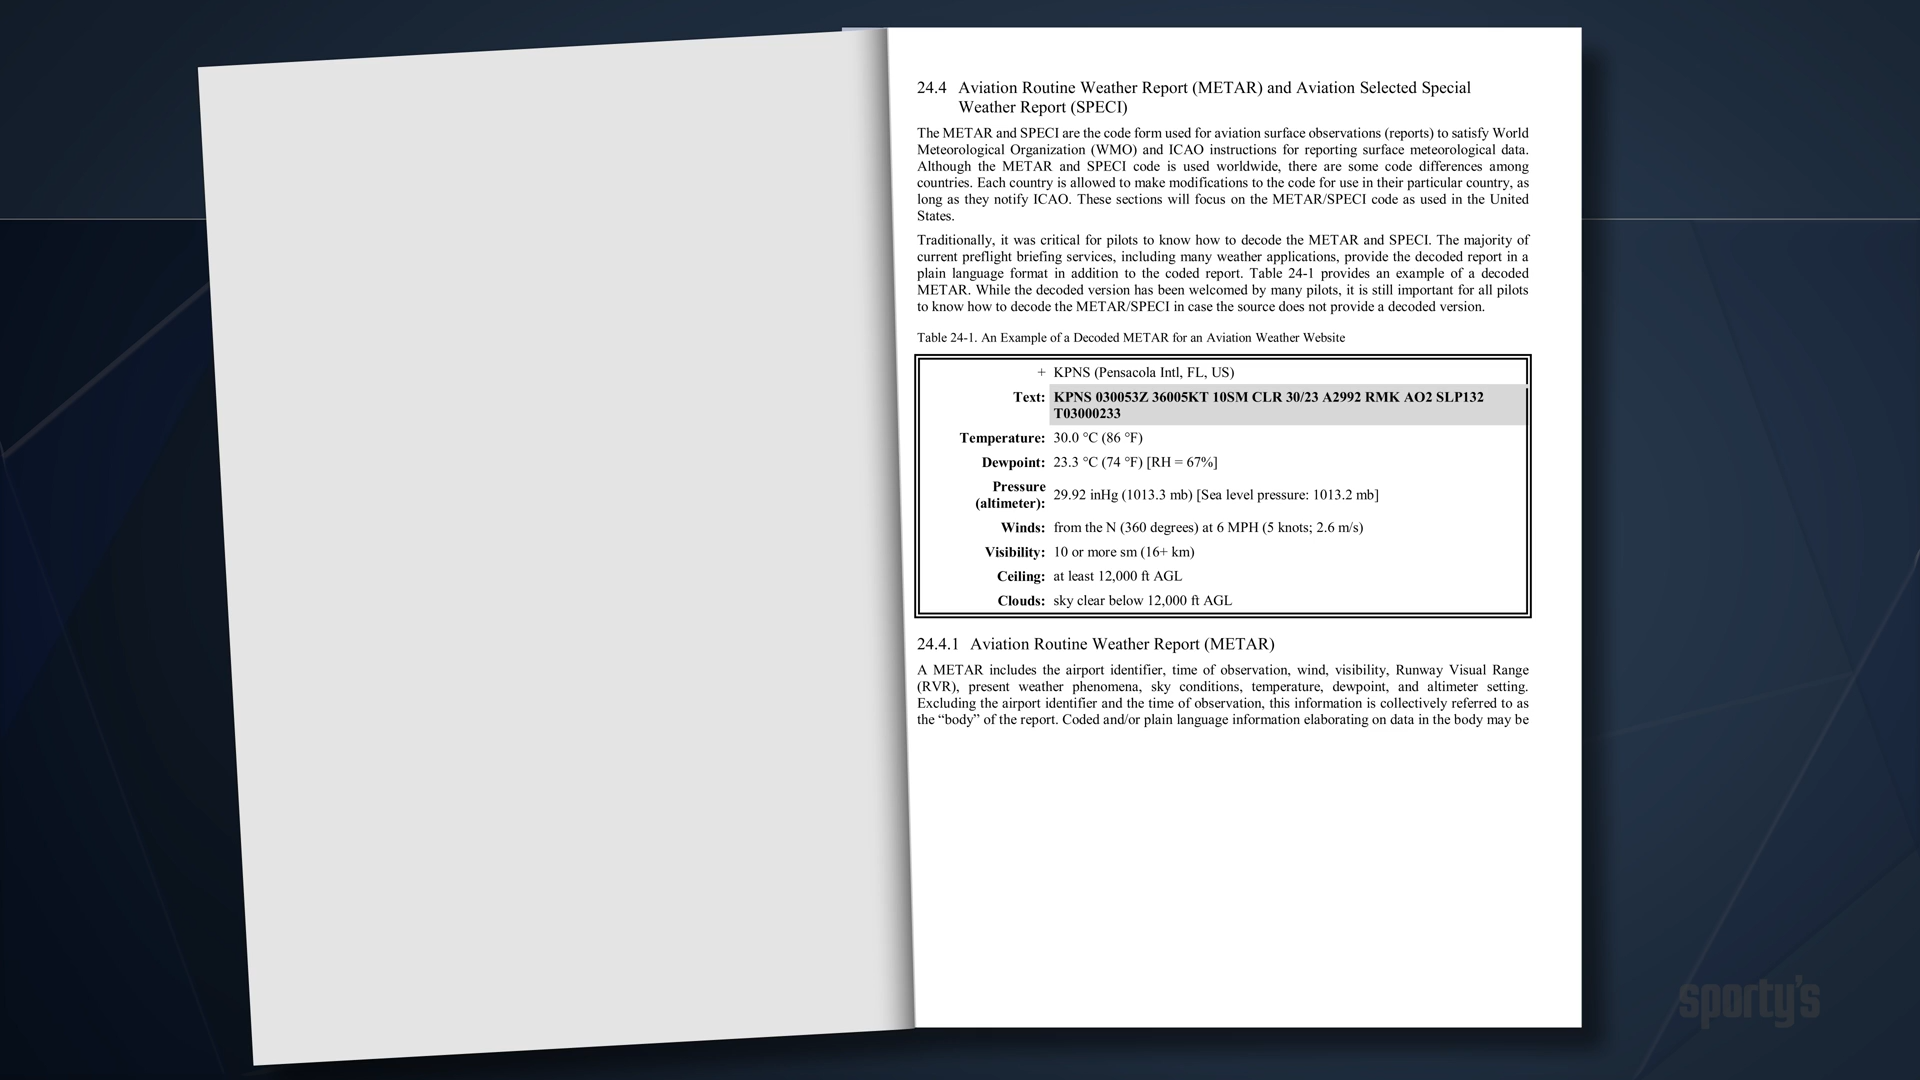 24.4 Aviation Routine Weather Report (METAR) and Aviation Selected Special
Weather Report (SPECI)
The METAR and SPECI are the code form used for aviation surface observations (reports) to satisfy World
Meteorological Organization (WMO) and ICAO instructions for reporting surface meteorological data.
Although the METAR and SPECI code is used worldwide, there are some code differences among
countries. Each country is allowed to make modifications to the code for use in their particular country, as
long as they notify ICAO. These sections will focus on the METAR/SPECI code as used in the United
States.
Traditionally, it was critical for pilots to know how to decode the METAR and SPECI. The majority of
current preflight briefing services, including many weather applications, provide the decoded report in a
plain language format in addition to the coded report. Table 24-1 provides an example of a decoded
METAR. While the decoded version has been welcomed by many pilots, it is still important for all pilots
to know how to decode the METAR/SPECI in case the source does not provide a decoded version.
Table 24-1. An Example of a Decoded METAR for an Aviation Weather Website
+ KPNS (Pensacola Intl, FL, US)
Text: KPNS 030053Z 36005KT 10SM CLR 30/23 A2992 RMK AO2 SLP132
T03000233
Temperature: 30.0 °C (86 °F)
Dewpoint: 23.3 °C (74 °F) [RH = 67%]
Pressure
(altimeter): 29.92 inHg (1013.3 mb) [Sea level pressure: 1013.2 mb]
Winds: from the N (360 degrees) at 6 MPH (5 knots; 2.6 m/s)
Visibility: 10 or more sm (16+ km)
Ceiling: at least 12,000 ft AGL
Clouds: sky clear below 12,000 ft AGL
24.4.1 Aviation Routine Weather Report (METAR)
A METAR includes the airport identifier, time of observation, wind, visibility, Runway Visual Range
(RVR), present weather phenomena, sky conditions, temperature, dewpoint, and altimeter setting.
Excluding the airport identifier and the time of observation, this information is collectively referred to as
the “body” of the report. Coded and/or plain language information elaborating on data in the body may be
sporty's